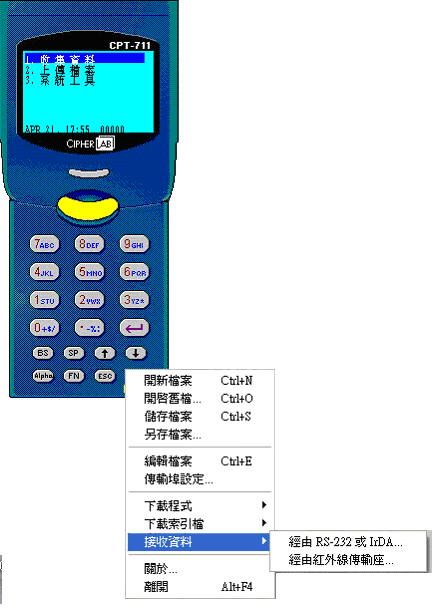 CPT-711
1. 收集資料
2. 上傳檔案
3. 系統工具
APR 21, 17:55 00000
CIPHER LAB
7ABC 8DEF 9GHI
4JKL 5MNO 6PQR
1STU 2VWX 3YZ*
0+$/ ·-%:
BS SP
Alpha FN ESC
開新檔案 Ctrl+N
開啓舊檔... Ctrl+O
儲存檔案 Ctrl+S
另存檔案...
編輯檔案 Ctrl+E
傳輸埠設定...
下載程式
下載索引檔
接收資料
經由 RS-232 或 IrDA...
經由紅外線傳輸座...
關於...
離開 Alt+F4